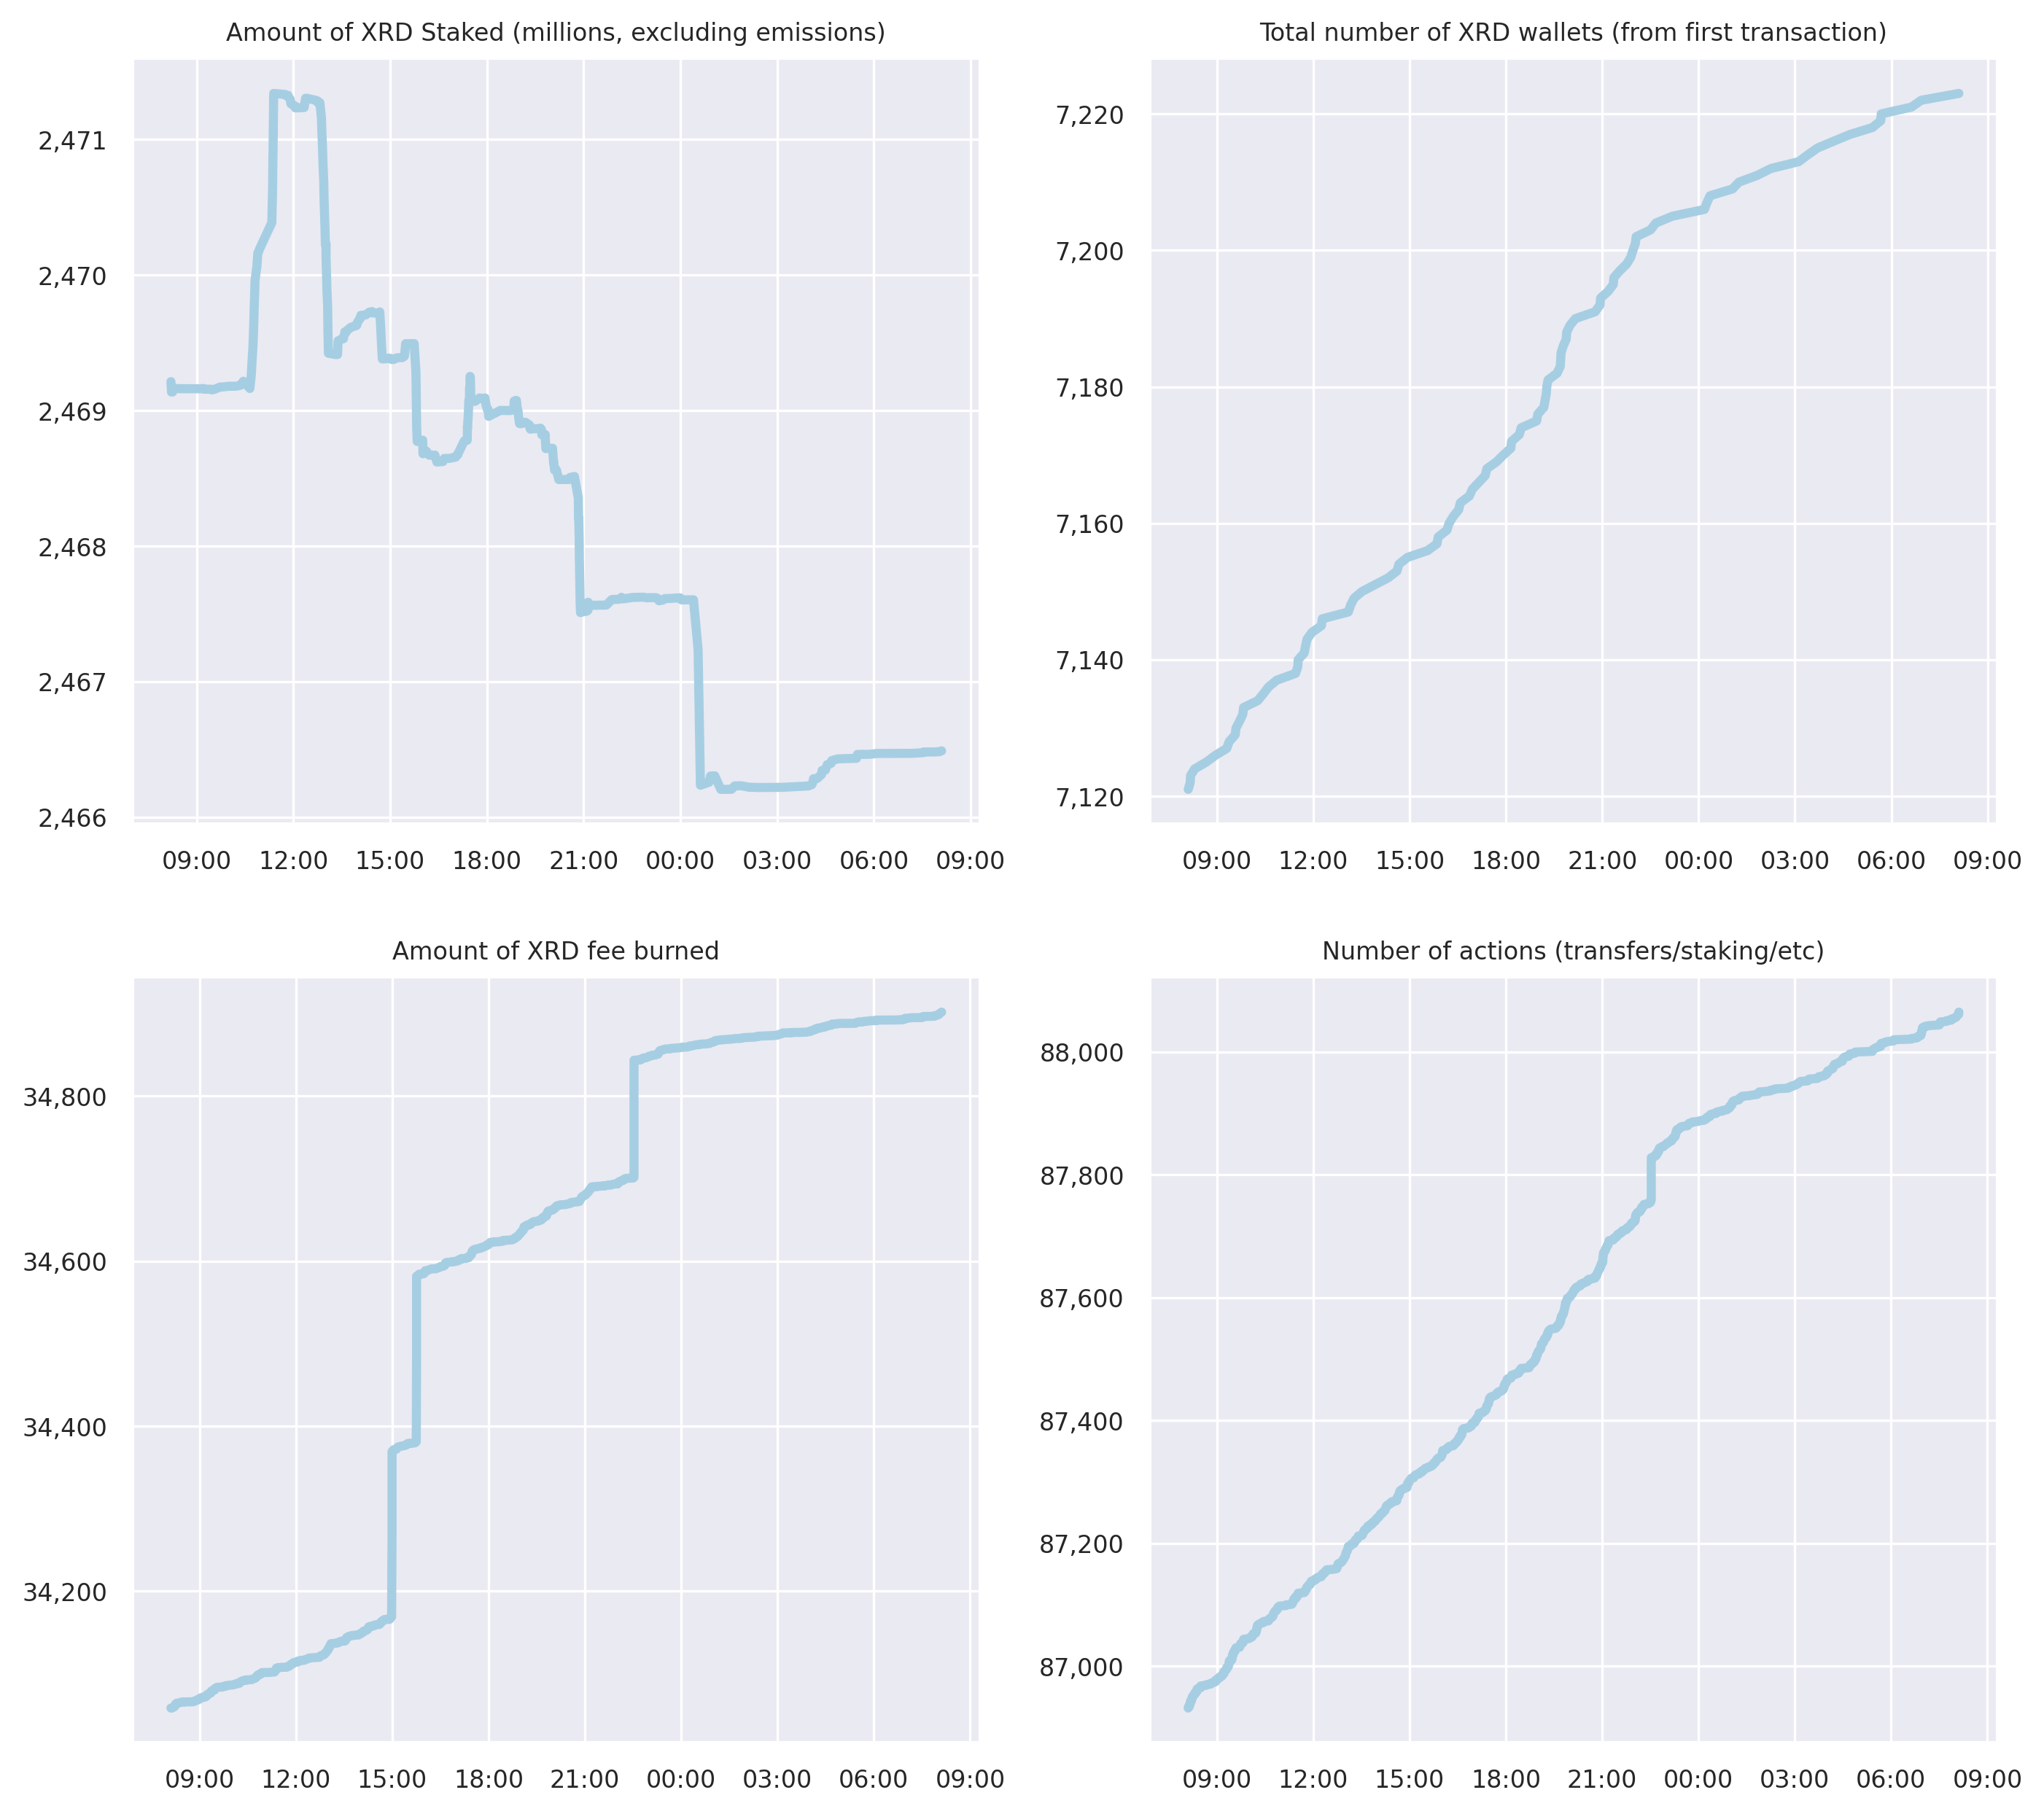 Amount of XRD Staked (millions, excluding emissions)
2,471
2,470
2,469
2,468
2,467
2,466
09:00 12:00 15:00 18:00 21:00 00:00 03:00 06:00 09:00
Total number of XRD wallets (from first transaction)
7,220
7,200
7,180
7,160
7,140
7,120
09:00 12:00 15:00 18:00 21:00 00:00 03:00 06:00 09:00
Amount of XRD fee burned
34,800
34,600
34,400
34,200
09:00 12:00 15:00 18:00 21:00 00:00 03:00 06:00 09:00
Number of actions (transfers/staking/etc)
88,000
87,800
87,600
87,400
87,200
87,000
09:00 12:00 15:00 18:00 21:00 00:00 03:00 06:00 09:00